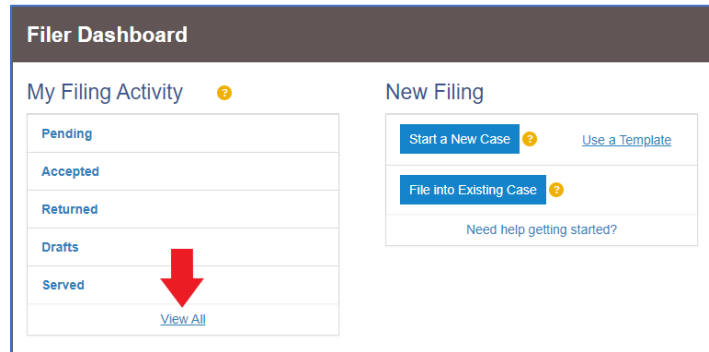 Filer Dashboard
My Filing Activity ?
Pending
Accepted
Returned
Drafts
Served
View All
New Filing
Start a New Case ? Use a Template
File into Existing Case ?
Need help getting started?